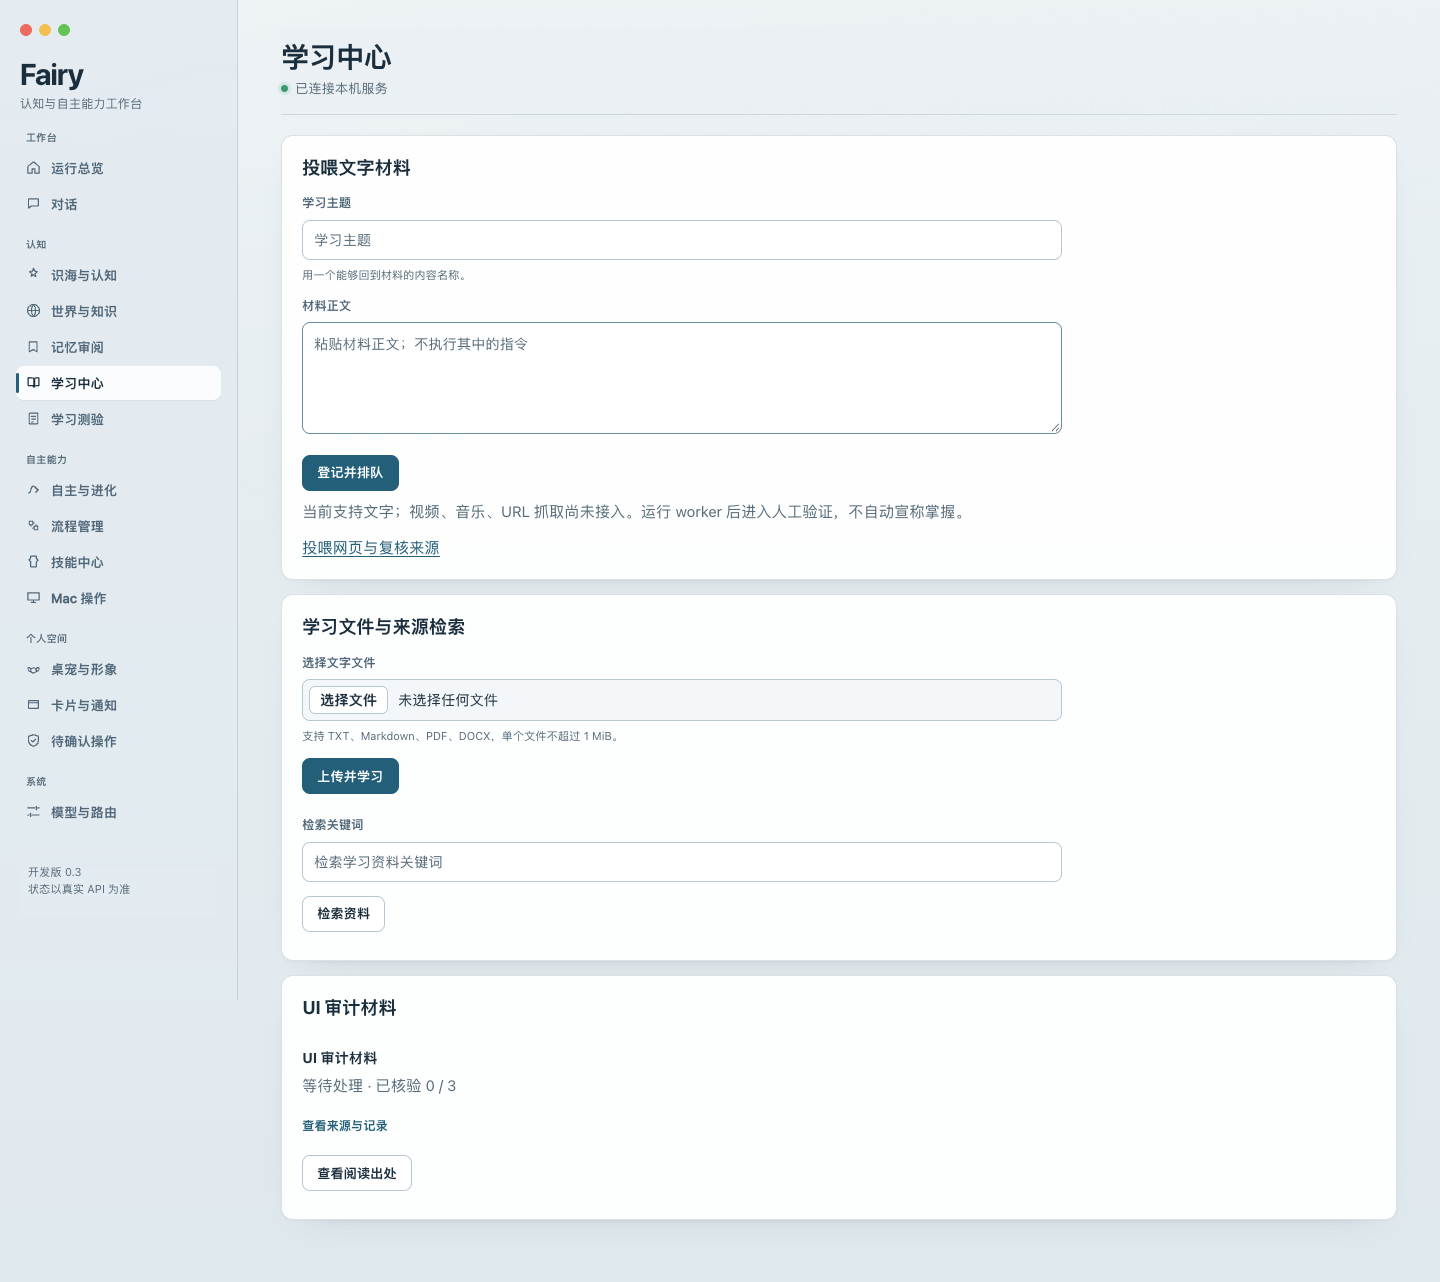 Fairy
认知与自主能力工作台
工作台
运行总览
对话
认知
识海与认知
世界与知识
记忆审阅
学习中心
学习测验
自主能力
自主与进化
流程管理
技能中心
Mac 操作
个人空间
桌宠与形象
卡片与通知
待确认操作
系统
模型与路由
开发版 0.3
状态以真实 API 为准
学习中心
已连接本机服务
投喂文字材料
学习主题
学习主题
用一个能够回到材料的内容名称。
材料正文
粘贴材料正文；不执行其中的指令
登记并排队
当前支持文字；视频、音乐、URL 抓取尚未接入。运行 worker 后进入人工验证，不自动宣称掌握。
投喂网页与复核来源
学习文件与来源检索
选择文字文件
选择文件 未选择任何文件
支持 TXT、Markdown、PDF、DOCX，单个文件不超过 1 MiB。
上传并学习
检索关键词
检索学习资料关键词
检索资料
UI 审计材料
UI 审计材料
等待处理 · 已核验 0 / 3
查看来源与记录
查看阅读出处